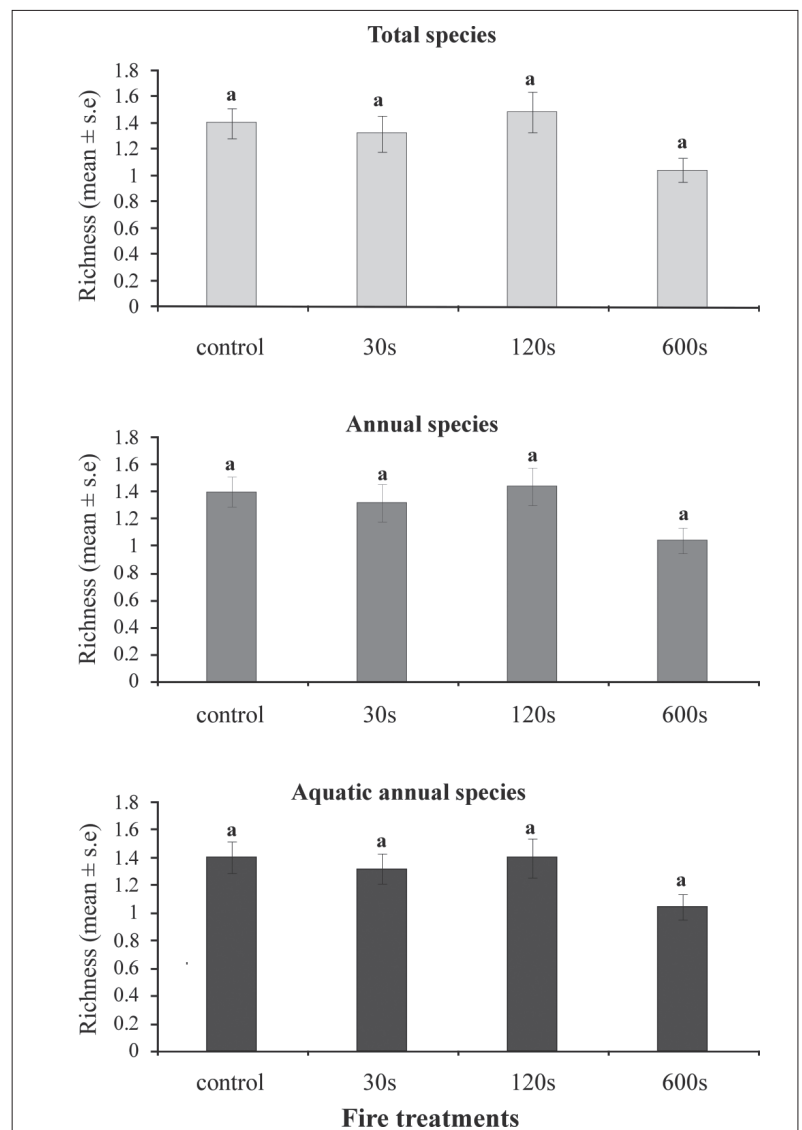 Total species
Richness (mean ± s.e)
1.8
1.6
1.4
1.2
1
0.8
0.6
0.4
0.2
0
a
a
a
a
control 30s 120s 600s
Annual species
Richness (mean ± s.e)
1.8
1.6
1.4
1.2
1
0.8
0.6
0.4
0.2
0
a
a
a
a
control 30s 120s 600s
Aquatic annual species
Richness (mean ± s.e)
1.8
1.6
1.4
1.2
1
0.8
0.6
0.4
0.2
0
a
a
a
a
control 30s 120s 600s
Fire treatments